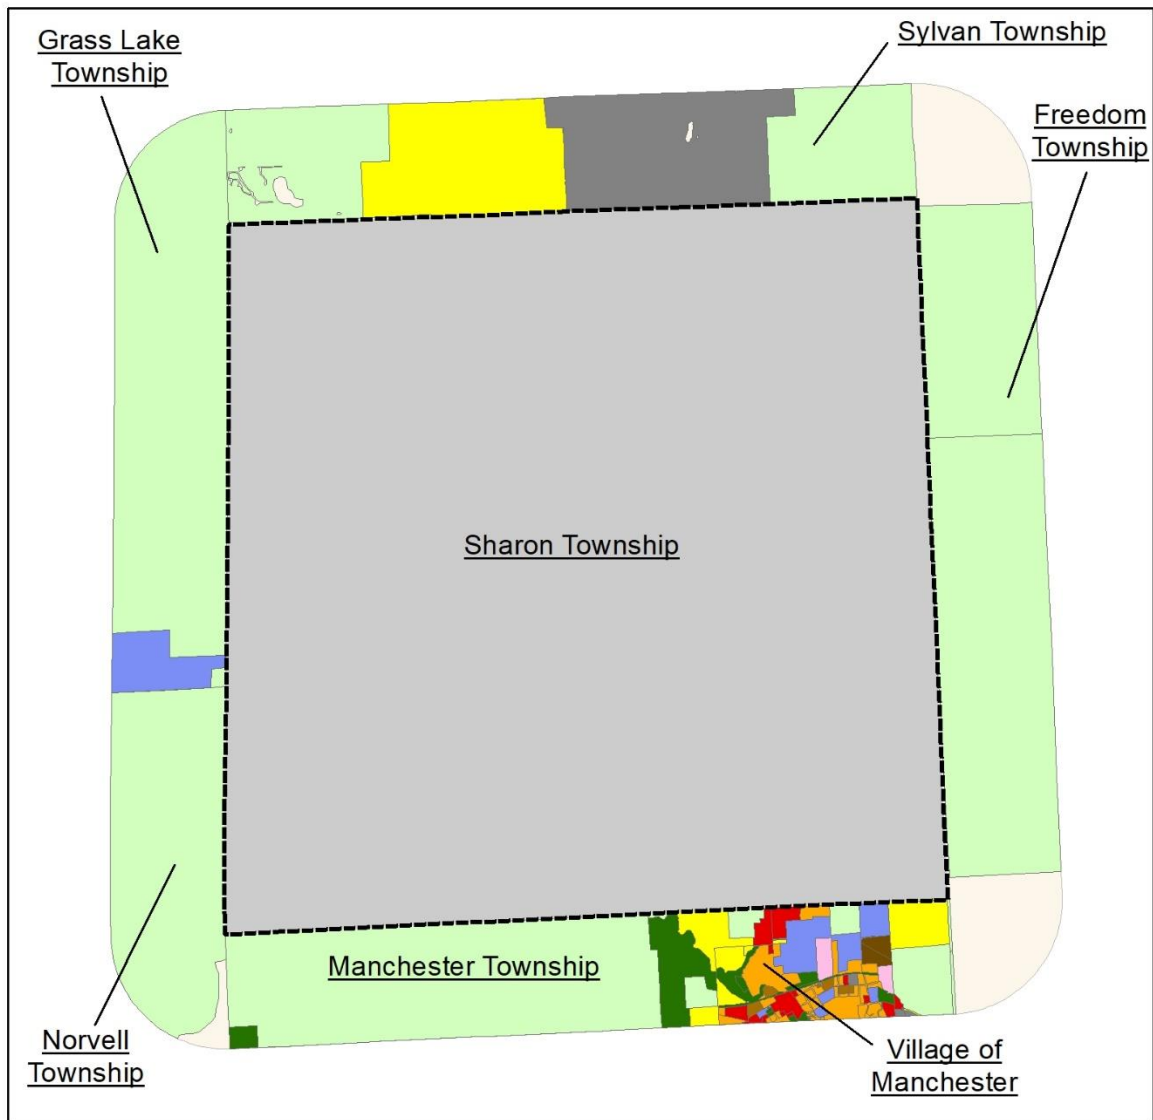 Grass Lake
Township
Sylvan Township
Freedom
Township
Sharon Township
Manchester Township
Norvell
Township
Village of
Manchester